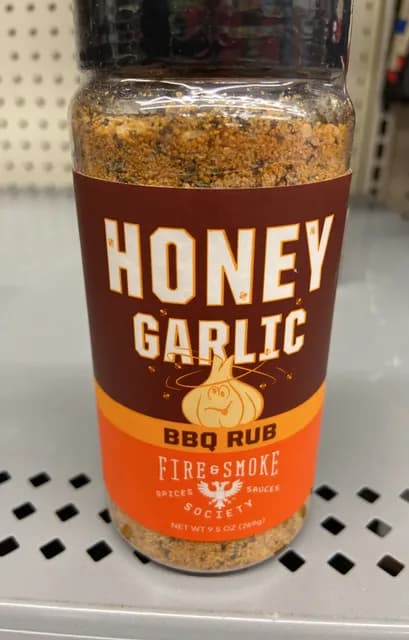 HONEY
GARLIC
BBQ RUB
FIRE & SMOKE
SPICES SAUCES
SOCIETY
NET WT 9.5 OZ (269g)